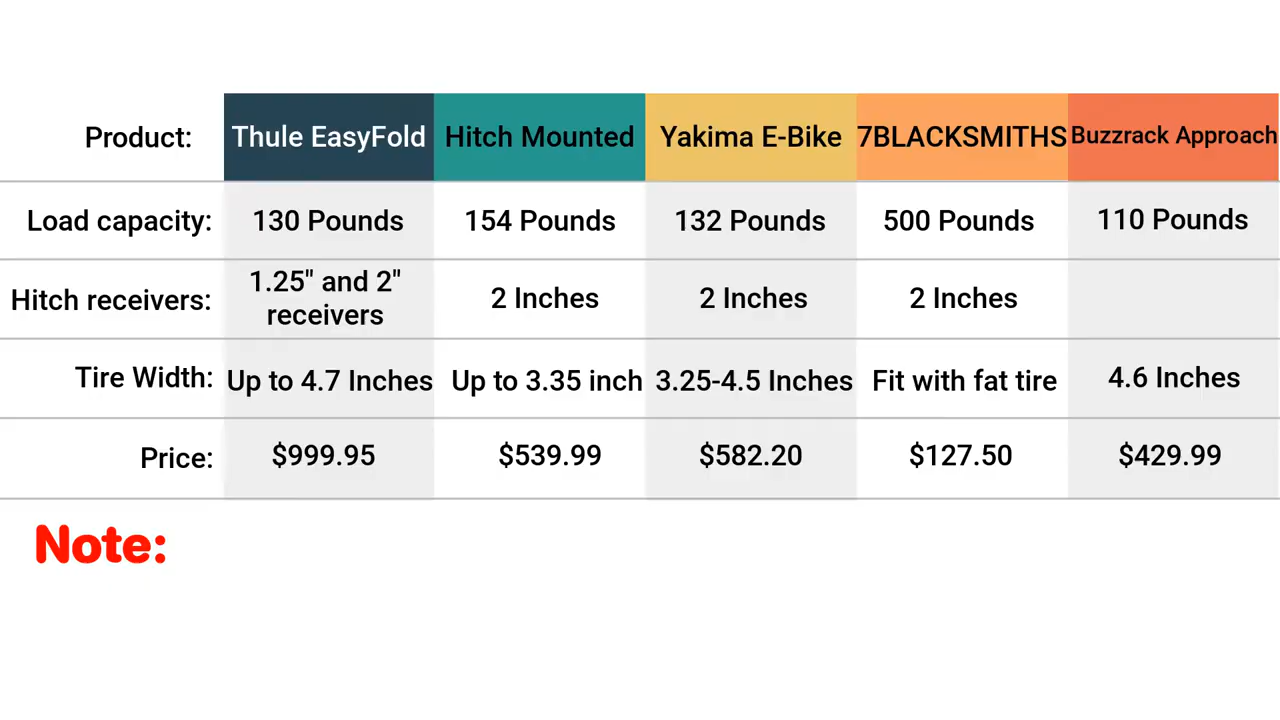 Product: Thule EasyFold Hitch Mounted Yakima E-Bike 7BLACKSMITHS Buzzrack Approach
Load capacity: 130 Pounds 154 Pounds 132 Pounds 500 Pounds 110 Pounds
Hitch receivers: 1.25" and 2" receivers 2 Inches 2 Inches 2 Inches
Tire Width: Up to 4.7 Inches Up to 3.35 inch 3.25-4.5 Inches Fit with fat tire 4.6 Inches
Price: $999.95 $539.99 $582.20 $127.50 $429.99
Note: